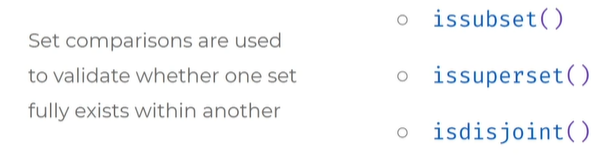 Set comparisons are used
to validate whether one set
fully exists within another
issubset()
issuperset()
isdisjoint()